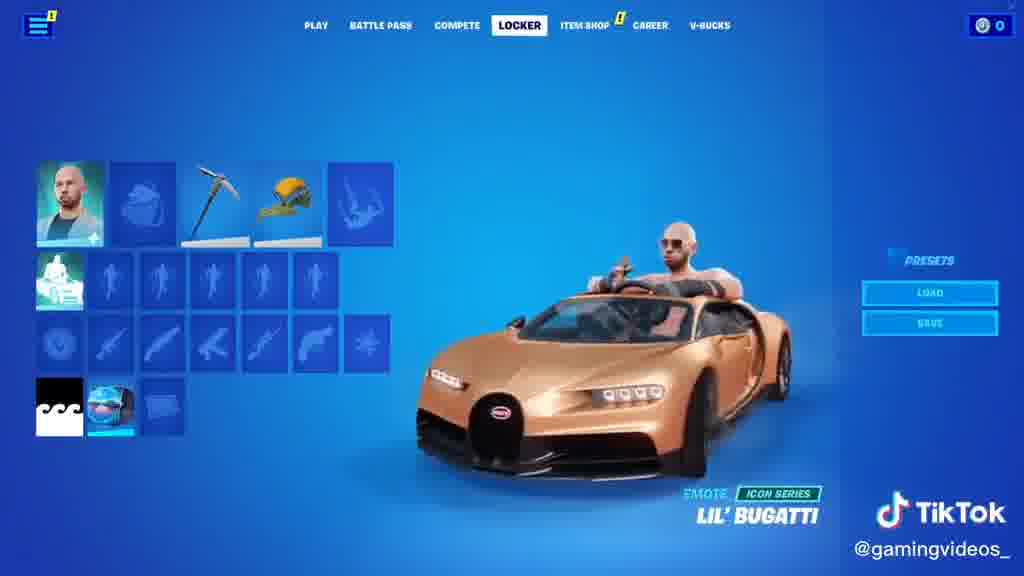 !
PLAY BATTLE PASS COMPETE LOCKER ITEM SHOP ! CAREER V-BUCKS
0
PRESETS
LOAD
SAVE
EMOTE ICON SERIES
LIL' BUGATTI
TikTok
@gamingvideos_